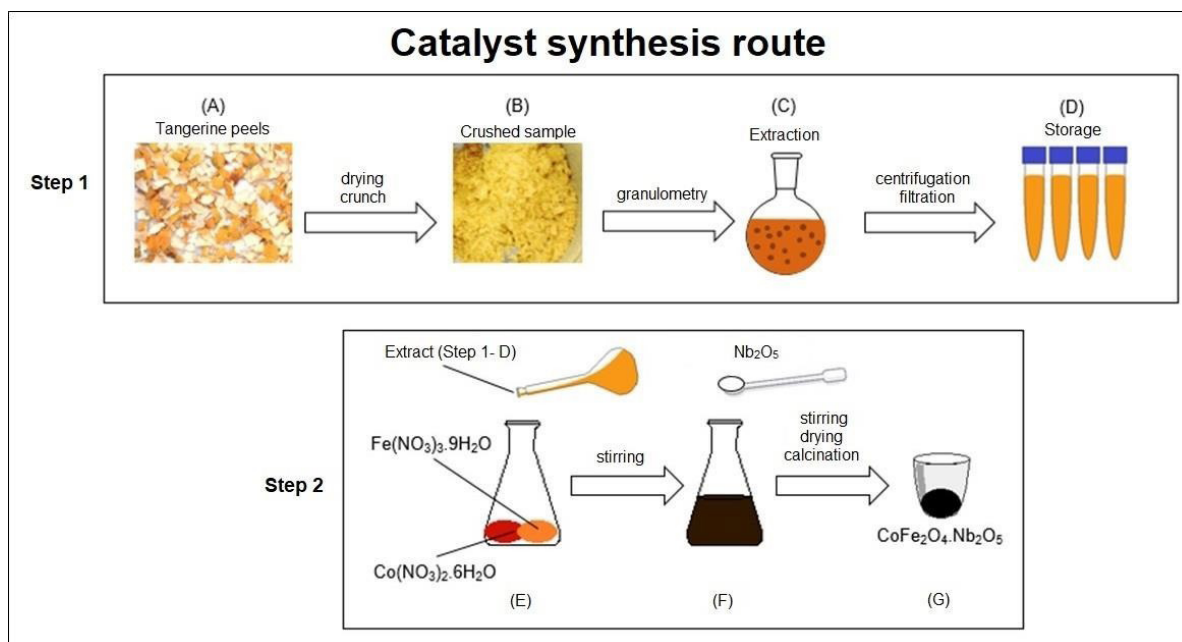 Catalyst synthesis route
Step 1
(A)
Tangerine peels
drying
crunch
(B)
Crushed sample
granulometry
(C)
Extraction
centrifugation
filtration
(D)
Storage
Step 2
Extract (Step 1- D)
Fe(NO₃)₃.9H₂O
Co(NO₃)₂.6H₂O
(E)
stirring
Nb₂O₅
(F)
stirring
drying
calcination
CoFe₂O₄.Nb₂O₅
(G)